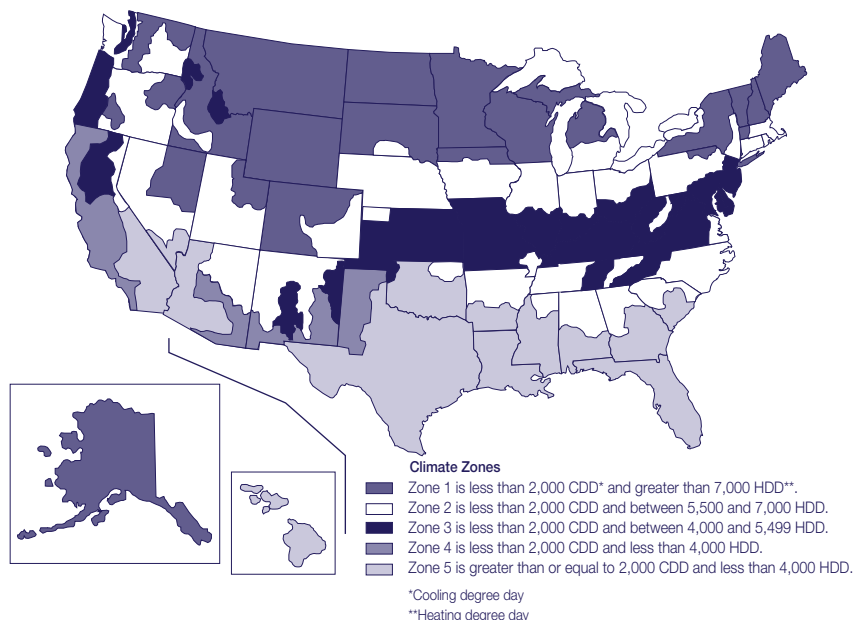 Climate Zones
Zone 1 is less than 2,000 CDD* and greater than 7,000 HDD**.
Zone 2 is less than 2,000 CDD and between 5,500 and 7,000 HDD.
Zone 3 is less than 2,000 CDD and between 4,000 and 5,499 HDD.
Zone 4 is less than 2,000 CDD and less than 4,000 HDD.
Zone 5 is greater than or equal to 2,000 CDD and less than 4,000 HDD.
*Cooling degree day
**Heating degree day